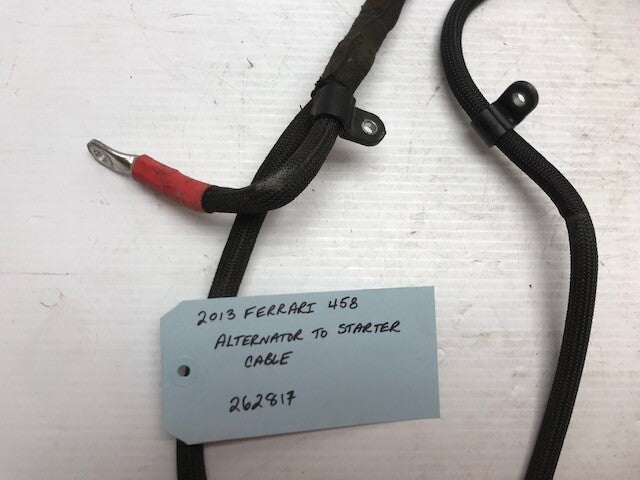 2013 FERRARI 458
ALTERNATOR TO STARTER
CABLE
262817